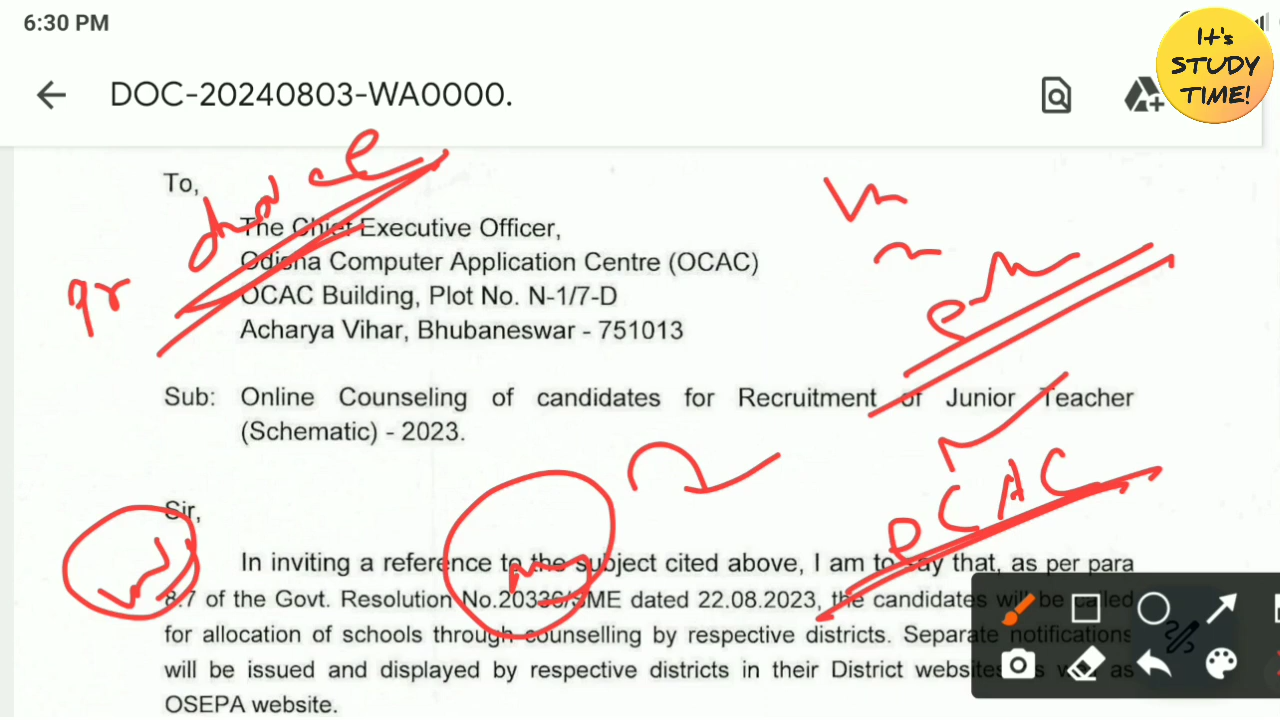 6:30 PM
It's
STUDY
TIME!
DOC-20240803-WA0000.
To,
The Chief Executive Officer,
Odisha Computer Application Centre (OCAC)
OCAC Building, Plot No. N-1/7-D
Acharya Vihar, Bhubaneswar - 751013
Sub: Online Counseling of candidates for Recruitment of Junior Teacher
(Schematic) - 2023.
OCAC
Sir,
In inviting a reference to the subject cited above, I am to say that, as per para
8.7 of the Govt. Resolution No.20336/SME dated 22.08.2023, the candidates will be called
for allocation of schools through counselling by respective districts. Separate notifications
will be issued and displayed by respective districts in their District websites as well as
OSEPA website.